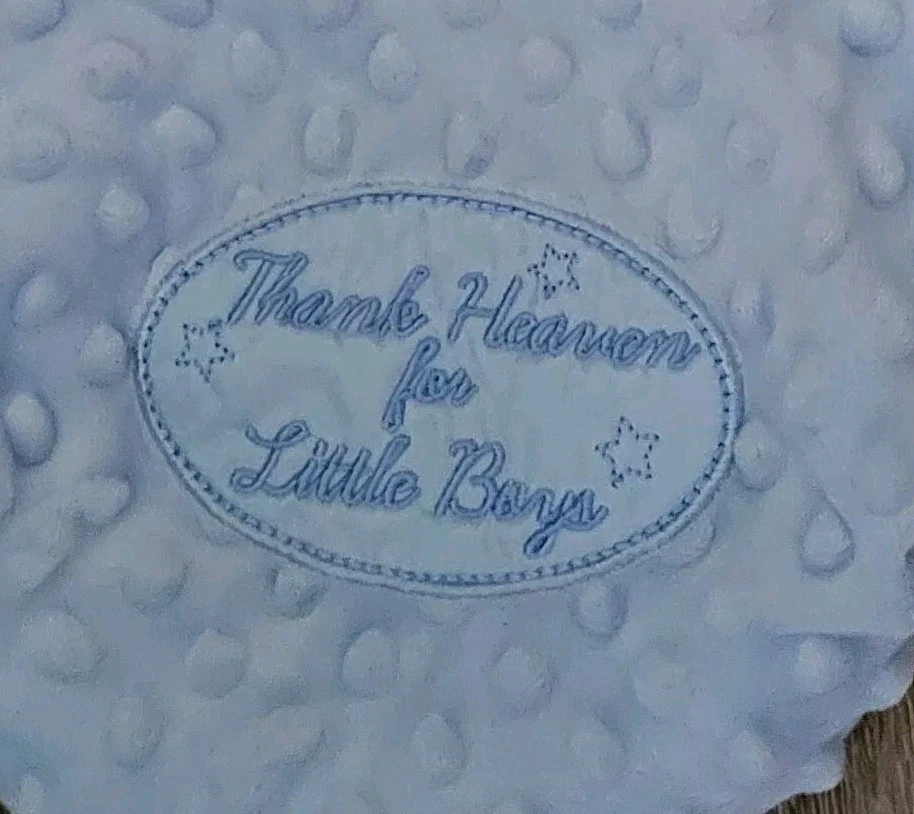 Thank Heaven
for
Little Boys